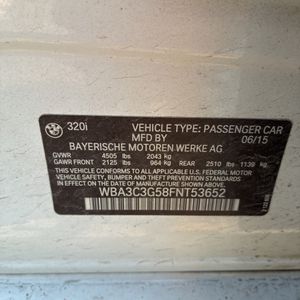 320i
VEHICLE TYPE: PASSENGER CAR
MFD BY 06/15
BAYERISCHE MOTOREN WERKE AG
GVWR 4505 lbs 2043 kg
GAWR FRONT 2125 lbs 964 kg REAR 2510 lbs 1139 kg
THIS VEHICLE CONFORMS TO ALL APPLICABLE U.S. FEDERAL MOTOR
VEHICLE SAFETY, BUMPER, AND THEFT PREVENTION STANDARDS IN
EFFECT ON THE DATE OF MANUFACTURE SHOWN ABOVE.
WBA3C3G58FNT53652